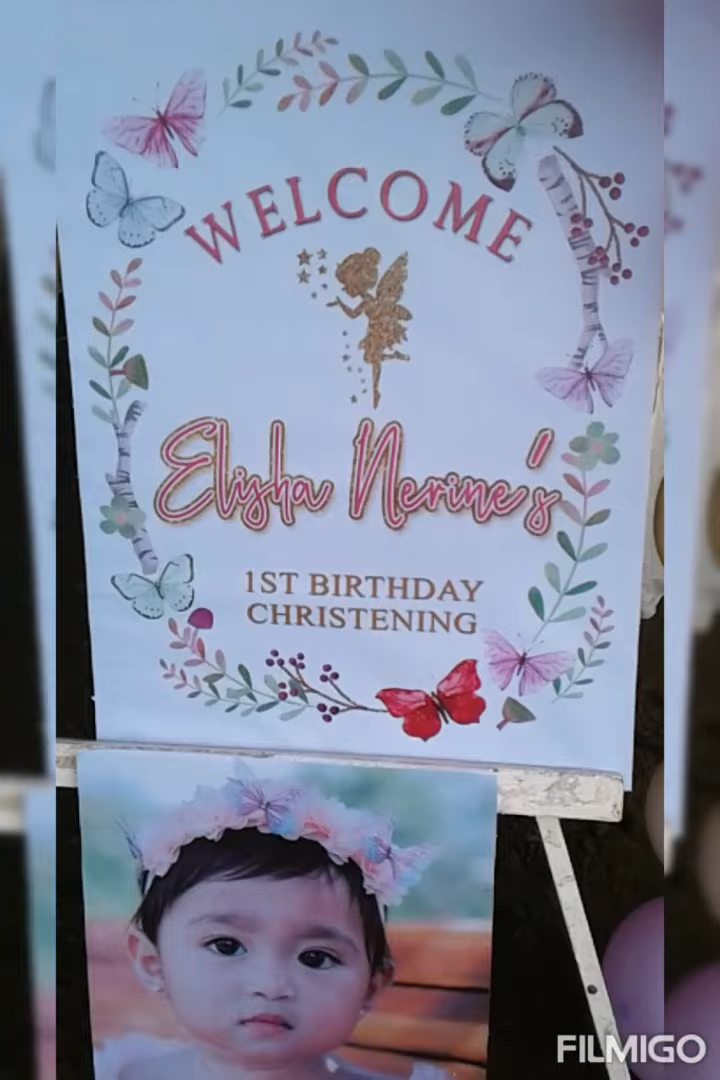 WELCOME
Elisha Nerine's
1ST BIRTHDAY
CHRISTENING
FILMIGO